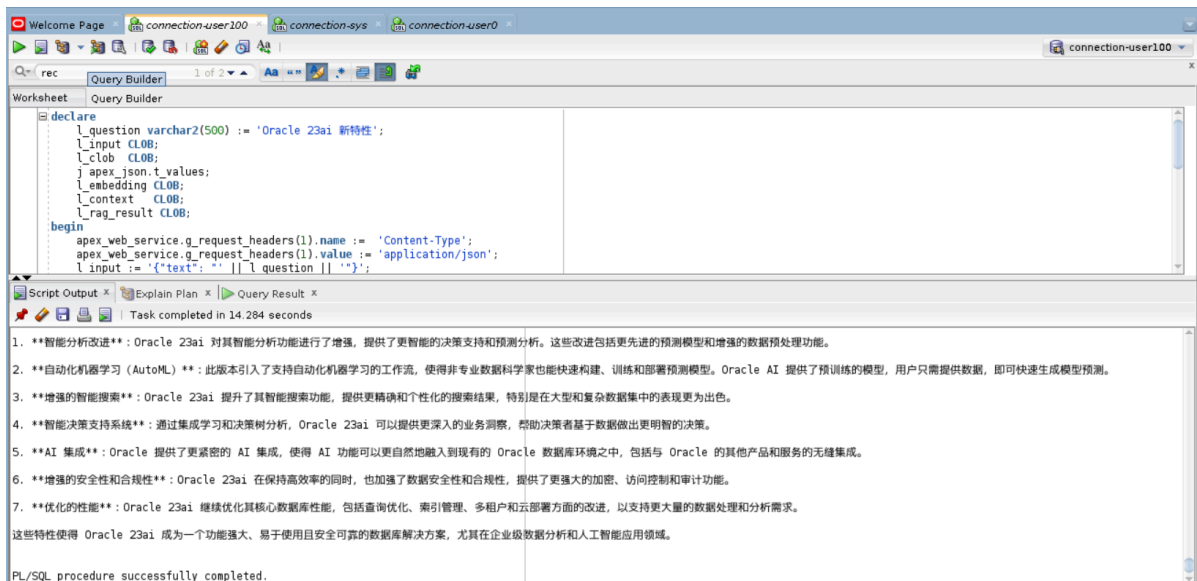 Welcome Page
connection-user100
connection-sys
connection-user0
connection-user100
rec
1 of 2
Aa
Query Builder
Worksheet
Query Builder
declare
l_question varchar2(500) := 'Oracle 23ai 新特性';
l_input CLOB;
l_clob CLOB;
j apex_json.t_values;
l_embedding CLOB;
l_context CLOB;
l_rag_result CLOB;
begin
apex_web_service.g_request_headers(1).name := 'Content-Type';
apex_web_service.g_request_headers(1).value := 'application/json';
l_input := '{"text": "' || l_question || '"}';
Script Output
Explain Plan
Query Result
Task completed in 14.284 seconds
1. **智能分析改进**：Oracle 23ai 对其智能分析功能进行了增强，提供了更智能的决策支持和预测分析。这些改进包括更先进的预测模型和增强的数据预处理功能。
2. **自动化机器学习（AutoML）**：此版本引入了支持自动化机器学习的工作流，使得非专业数据科学家也能快速构建、训练和部署预测模型。Oracle AI 提供了预训练的模型，用户只需提供数据，即可快速生成模型预测。
3. **增强的智能搜索**：Oracle 23ai 提升了其智能搜索功能，提供更精确和个性化的搜索结果，特别是在大型和复杂数据集中的表现更为出色。
4. **智能决策支持系统**：通过集成学习和决策树分析，Oracle 23ai 可以提供更深入的业务洞察，帮助决策者基于数据做出更明智的决策。
5. **AI 集成**：Oracle 提供了更紧密的 AI 集成，使得 AI 功能可以更自然地融入到现有的 Oracle 数据库环境之中，包括与 Oracle 的其他产品和服务的无缝集成。
6. **增强的安全性和合规性**：Oracle 23ai 在保持高效率的同时，也加强了数据安全性和合规性，提供了更强大的加密、访问控制和审计功能。
7. **优化的性能**：Oracle 23ai 继续优化其核心数据库性能，包括查询优化、索引管理、多租户和云部署方面的改进，以支持更大量的数据处理和分析需求。
这些特性使得 Oracle 23ai 成为一个功能强大、易于使用且安全可靠的数据库解决方案，尤其在企业级数据分析和人工智能应用领域。
PL/SQL procedure successfully completed.